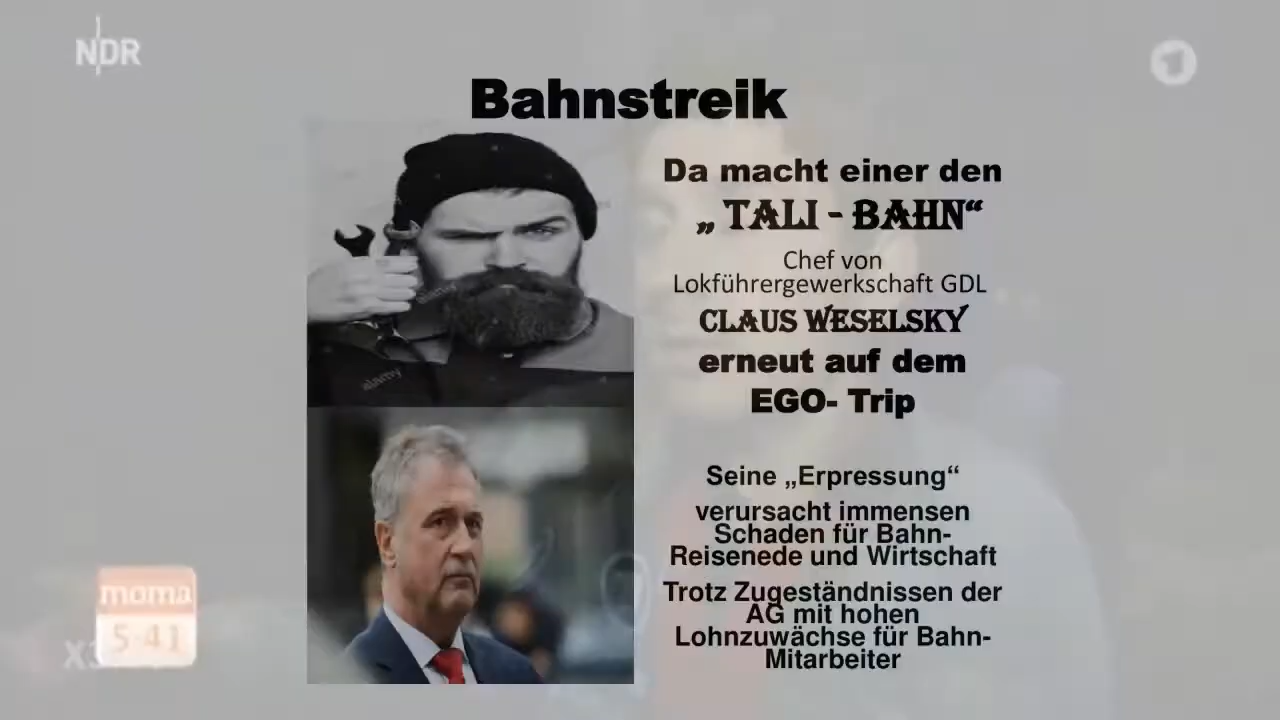 NDR
1
Bahnstreik
Da macht einer den
„ TALI - BAHN“
Chef von
Lokführergewerkschaft GDL
CLAUS WESELSKY
erneut auf dem
EGO- Trip
Seine „Erpressung“
verursacht immensen
Schaden für Bahn-
Reisenede und Wirtschaft
Trotz Zugeständnissen der
AG mit hohen
Lohnzuwächse für Bahn-
Mitarbeiter
alamy
moma
5-41